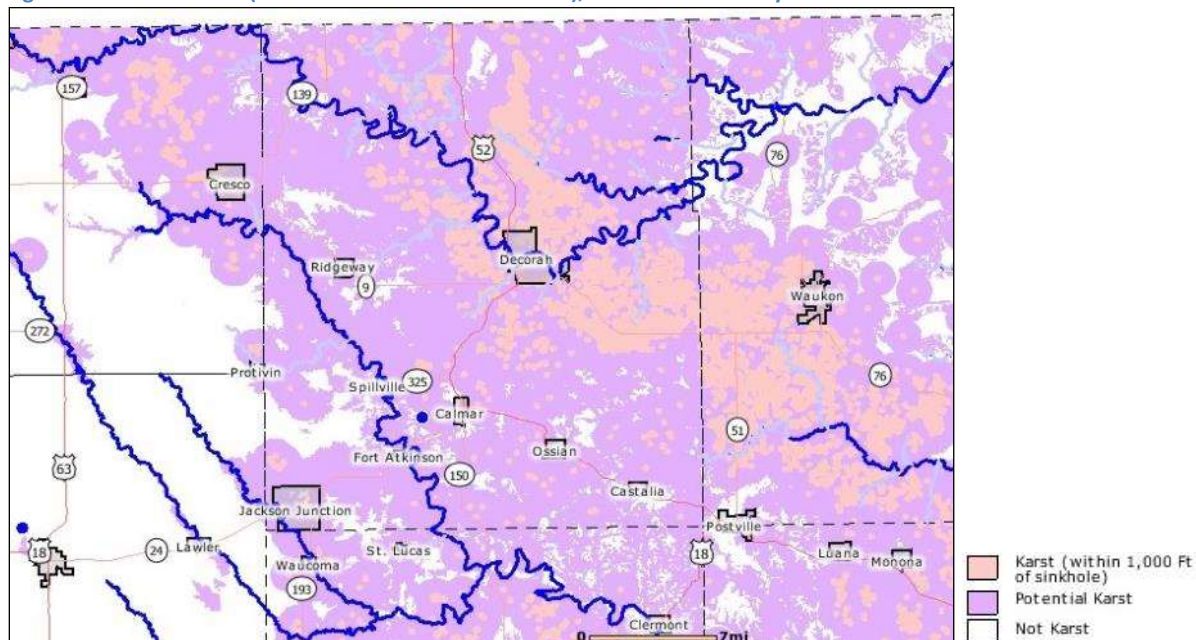 157
139
52
76
Cresco
Ridgeway
9
Decorah
Waukon
272
Protivin
Spillville
325
76
Calmar
51
63
Fort Atkinson
Ossian
150
Castalia
Jackson Junction
Postville
18
24
Lawler
St. Lucas
18
Luana
Monona
Waucoma
193
Clermont
0
7mi
Karst (within 1,000 Ft
of sinkhole)
Potential Karst
Not Karst